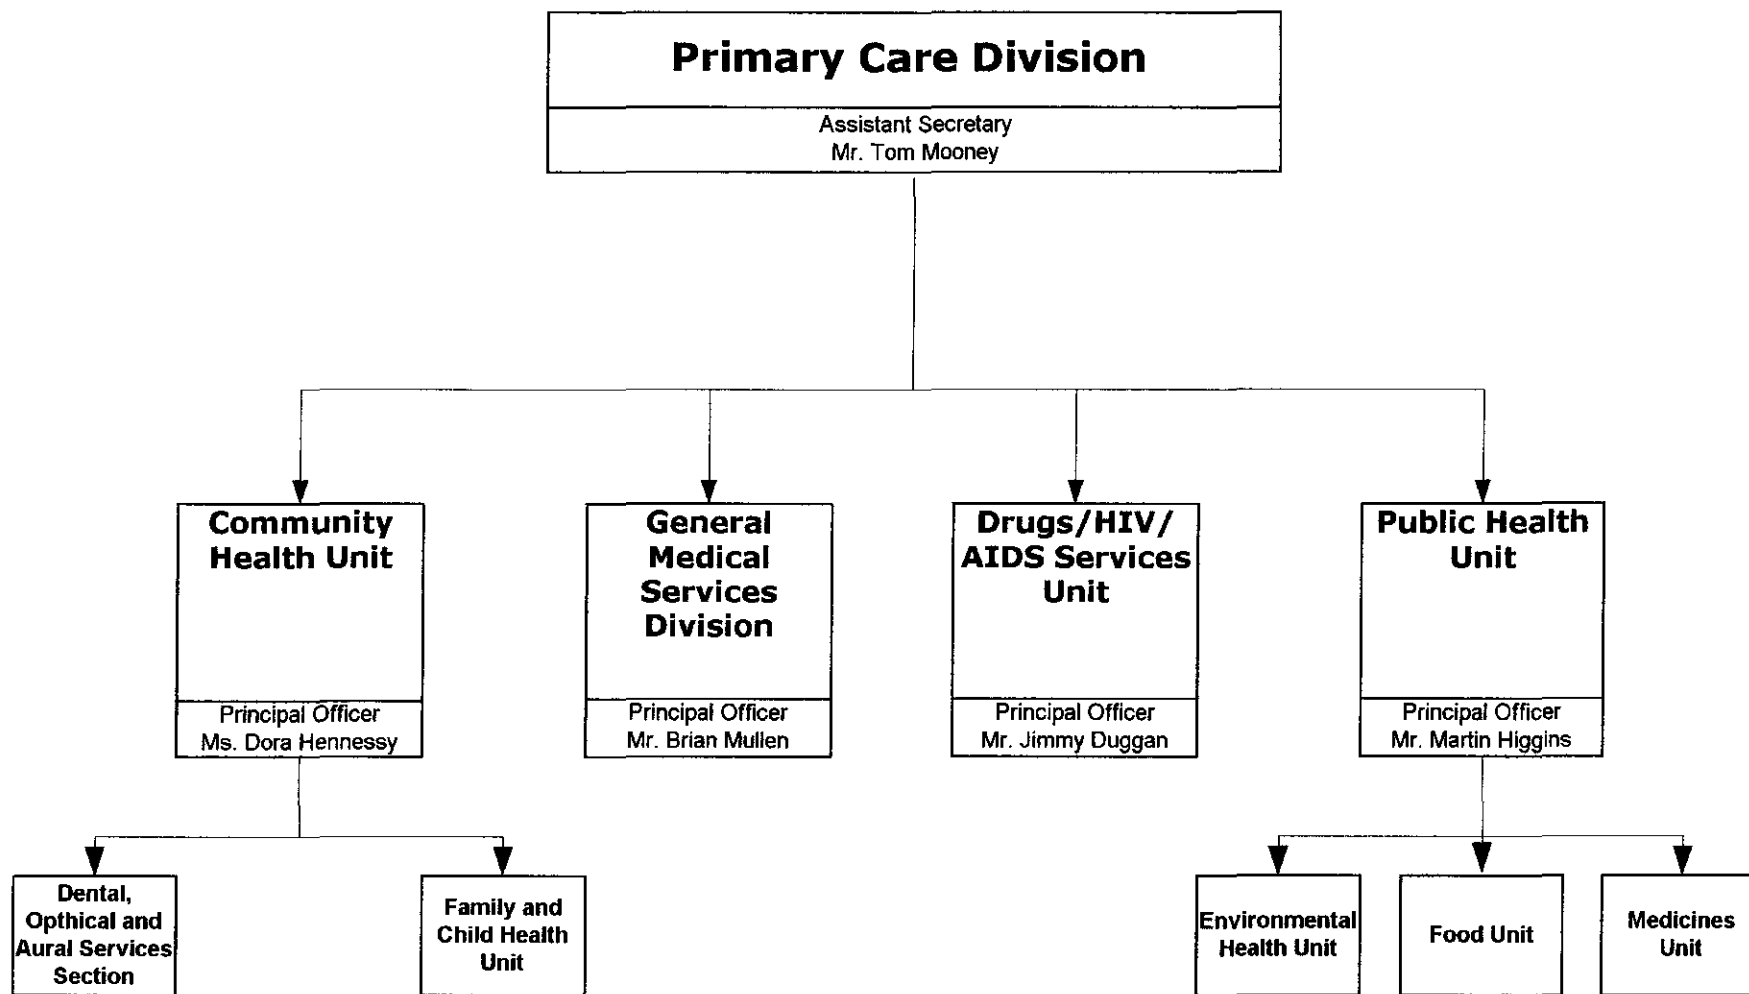 Primary Care Division
Assistant Secretary
Mr. Tom Mooney
Community
Health Unit
Principal Officer
Ms. Dora Hennessy
General
Medical
Services
Division
Principal Officer
Mr. Brian Mullen
Drugs/HIV/
AIDS Services
Unit
Principal Officer
Mr. Jimmy Duggan
Public Health
Unit
Principal Officer
Mr. Martin Higgins
Dental,
Opthical and
Aural Services
Section
Family and
Child Health
Unit
Environmental
Health Unit
Food Unit
Medicines
Unit